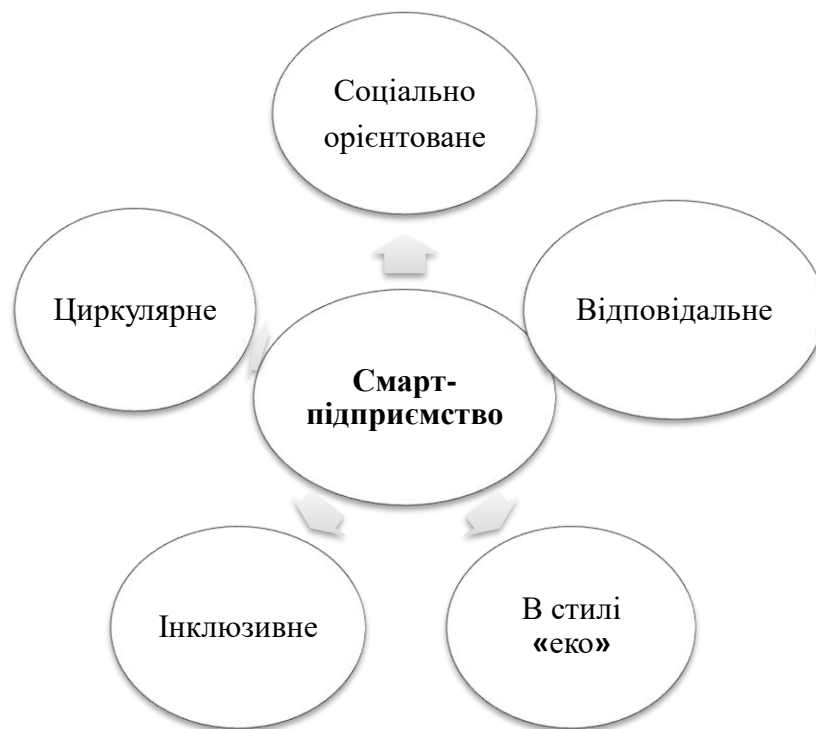 Соціально
орієнтоване
Циркулярне
Відповідальне
Смарт-
підприємство
Інклюзивне
В стилі
«еко»